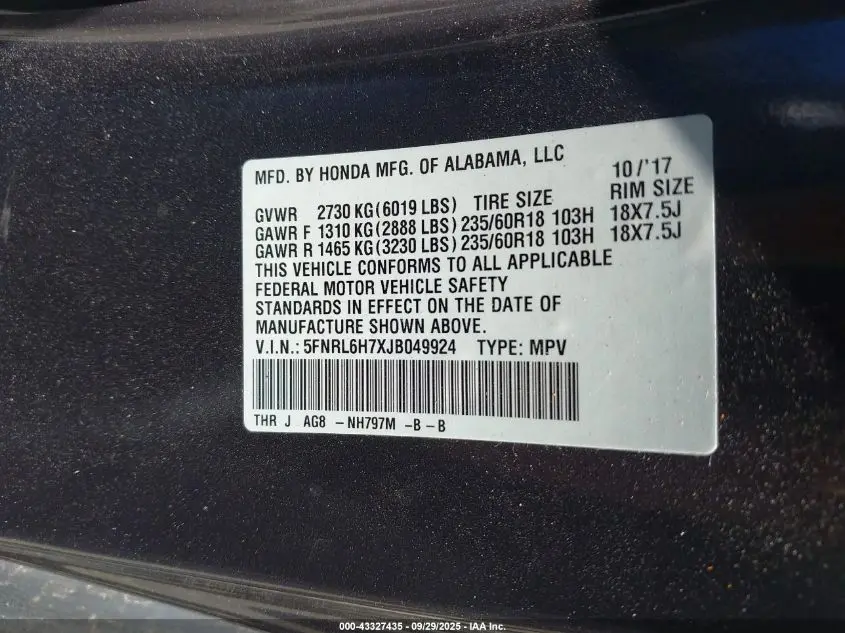 MFD. BY HONDA MFG. OF ALABAMA, LLC 10/'17
GVWR 2730 KG(6019 LBS) TIRE SIZE RIM SIZE
GAWR F 1310 KG(2888 LBS) 235/60R18 103H 18X7.5J
GAWR R 1465 KG(3230 LBS) 235/60R18 103H 18X7.5J
THIS VEHICLE CONFORMS TO ALL APPLICABLE
FEDERAL MOTOR VEHICLE SAFETY
STANDARDS IN EFFECT ON THE DATE OF
MANUFACTURE SHOWN ABOVE.
V.I.N.: 5FNRL6H7XJB049924 TYPE: MPV
THR J AG8 - NH797M -B - B
000-43327435 - 09/29/2025 - IAA Inc.